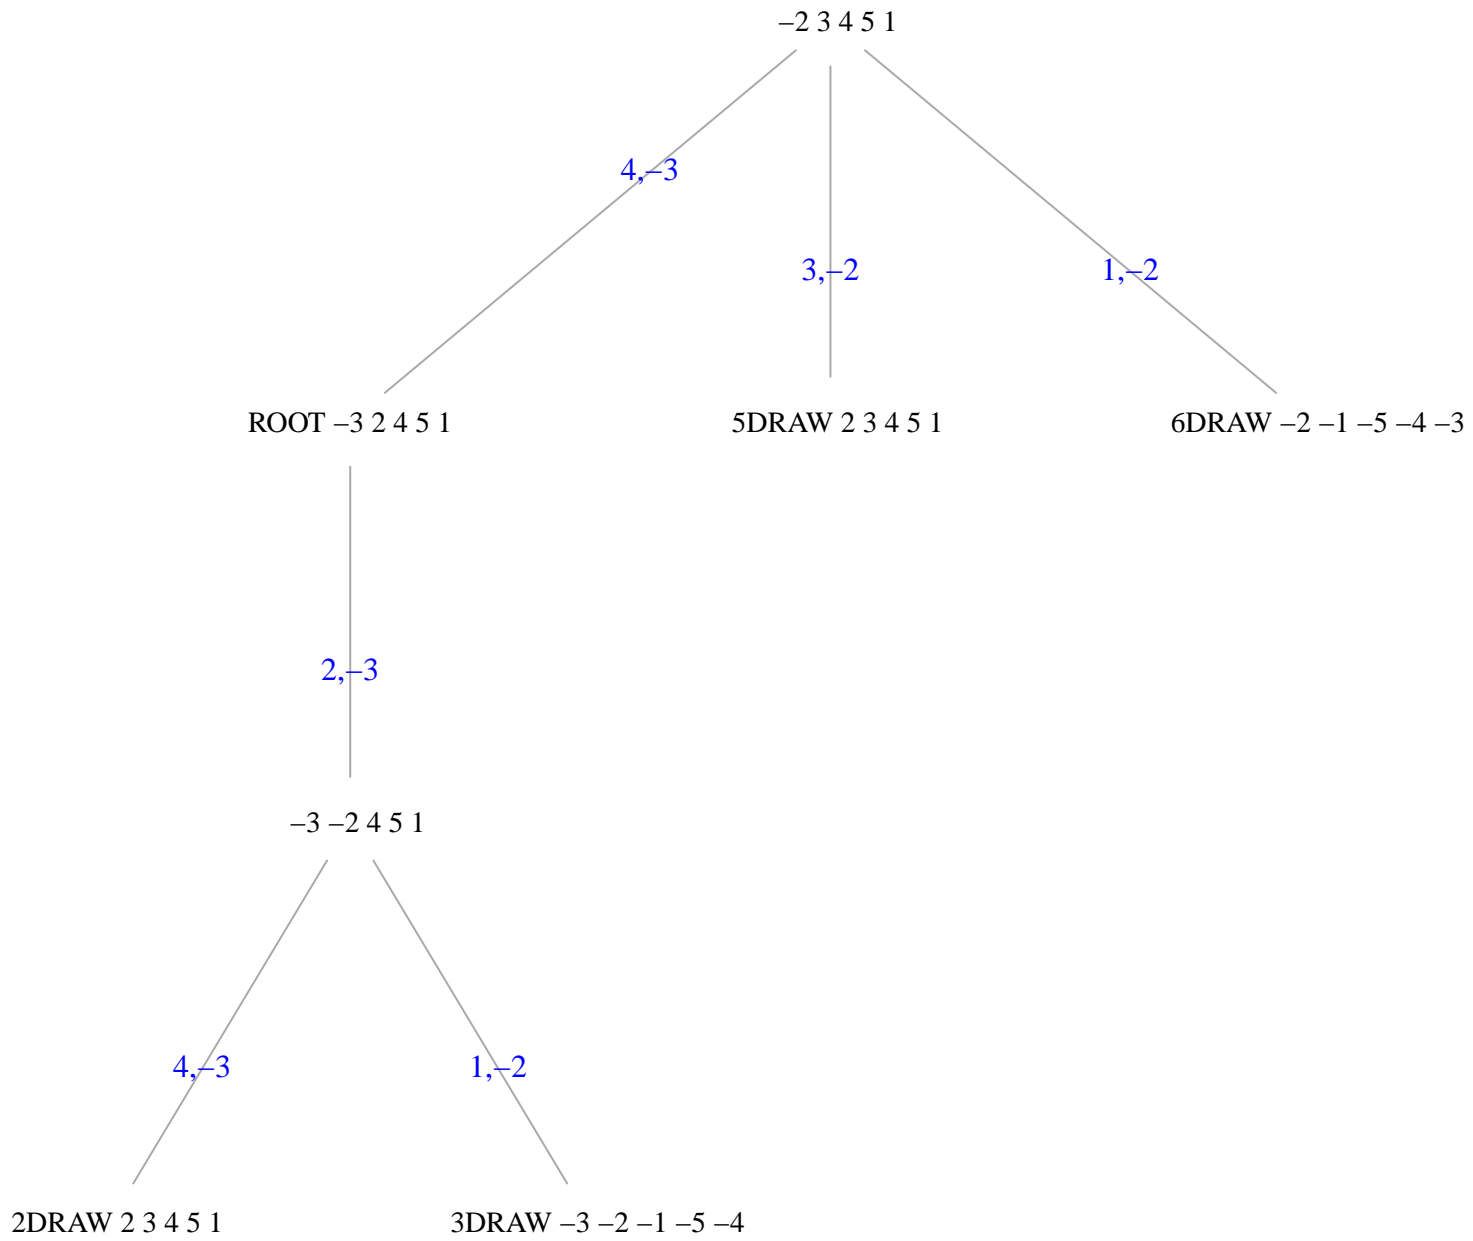 –2 3 4 5 1
4,–3
3,–2
1,–2
ROOT –3 2 4 5 1
5DRAW 2 3 4 5 1
6DRAW –2 –1 –5 –4 –3
2,–3
–3 –2 4 5 1
4,–3
1,–2
2DRAW 2 3 4 5 1
3DRAW –3 –2 –1 –5 –4